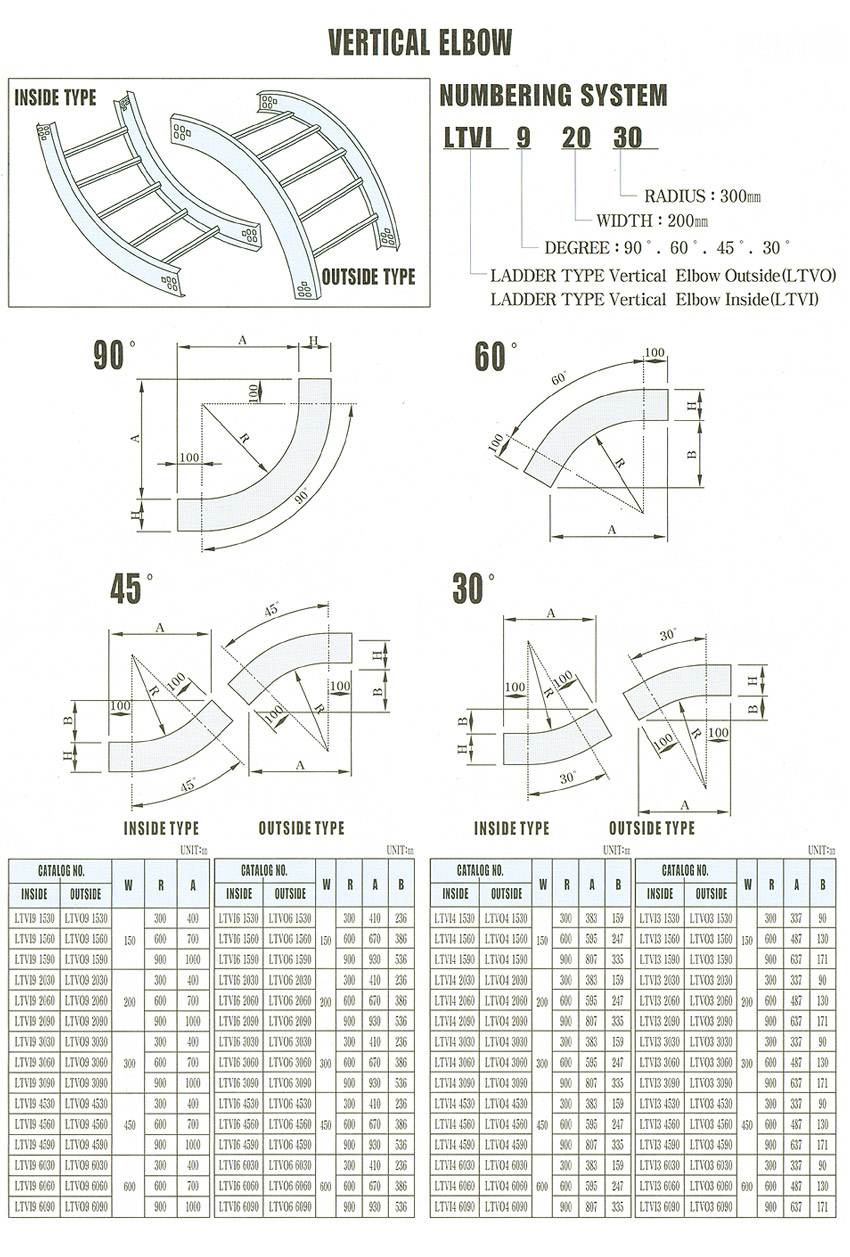 VERTICAL ELBOW
INSIDE TYPE
OUTSIDE TYPE
NUMBERING SYSTEM
LTVI 9 20 30
RADIUS : 300㎜
WIDTH : 200㎜
DEGREE : 90°. 60°. 45°. 30°
LADDER TYPE Vertical Elbow Outside(LTVO)
LADDER TYPE Vertical Elbow Inside(LTVI)
90°
A
H
100
A
R
100
90°
H
60°
100
60°
H
100
B
R
A
45°
45°
A
H
100
R
100
B
100
B
100
R
H
A
45°
30°
A
30°
100
100
H
B
R
B
R
100
100
H
30°
A
INSIDE TYPE OUTSIDE TYPE INSIDE TYPE OUTSIDE TYPE
UNIT:m UNIT:m UNIT:m UNIT:m
CATALOG NO. W R A CATALOG NO. W R A B CATALOG NO. W R A B CATALOG NO. W R A B
INSIDE OUTSIDE INSIDE OUTSIDE INSIDE OUTSIDE INSIDE OUTSIDE
LTVI9 1530 LTVO9 1530 300 400 LTVI6 1530 LTVO6 1530 300 410 236 LTVI4 1530 LTVO4 1530 300 383 159 LTVI3 1530 LTVO3 1530 300 337 90
LTVI9 1560 LTVO9 1560 150 600 700 LTVI6 1560 LTVO6 1560 150 600 670 386 LTVI4 1560 LTVO4 1560 150 600 595 247 LTVI3 1560 LTVO3 1560 150 600 487 130
LTVI9 1590 LTVO9 1590 900 1000 LTVI6 1590 LTVO6 1590 900 930 536 LTVI4 1590 LTVO4 1590 900 807 335 LTVI3 1590 LTVO3 1590 900 637 171
LTVI9 2030 LTVO9 2030 300 400 LTVI6 2030 LTVO6 2030 300 410 236 LTVI4 2030 LTVO4 2030 300 383 159 LTVI3 2030 LTVO3 2030 300 337 90
LTVI9 2060 LTVO9 2060 200 600 700 LTVI6 2060 LTVO6 2060 200 600 670 386 LTVI4 2060 LTVO4 2060 200 600 595 247 LTVI3 2060 LTVO3 2060 200 600 487 130
LTVI9 2090 LTVO9 2090 900 1000 LTVI6 2090 LTVO6 2090 900 930 536 LTVI4 2090 LTVO4 2090 900 807 335 LTVI3 2090 LTVO3 2090 900 637 171
LTVI9 3030 LTVO9 3030 300 400 LTVI6 3030 LTVO6 3030 300 410 236 LTVI4 3030 LTVO4 3030 300 383 159 LTVI3 3030 LTVO3 3030 300 337 90
LTVI9 3060 LTVO9 3060 300 600 700 LTVI6 3060 LTVO6 3060 300 600 670 386 LTVI4 3060 LTVO4 3060 300 600 595 247 LTVI3 3060 LTVO3 3060 300 600 487 130
LTVI9 3090 LTVO9 3090 900 1000 LTVI6 3090 LTVO6 3090 900 930 536 LTVI4 3090 LTVO4 3090 900 807 335 LTVI3 3090 LTVO3 3090 900 637 171
LTVI9 4530 LTVO9 4530 300 400 LTVI6 4530 LTVO6 4530 300 410 236 LTVI4 4530 LTVO4 4530 300 383 159 LTVI3 4530 LTVO3 4530 300 337 90
LTVI9 4560 LTVO9 4560 450 600 700 LTVI6 4560 LTVO6 4560 450 600 670 386 LTVI4 4560 LTVO4 4560 450 600 595 247 LTVI3 4560 LTVO3 4560 450 600 487 130
LTVI9 4590 LTVO9 4590 900 1000 LTVI6 4590 LTVO6 4590 900 930 536 LTVI4 4590 LTVO4 4590 900 807 335 LTVI3 4590 LTVO3 4590 900 637 171
LTVI9 6030 LTVO9 6030 300 400 LTVI6 6030 LTVO6 6030 300 410 236 LTVI4 6030 LTVO4 6030 300 383 159 LTVI3 6030 LTVO3 6030 300 337 90
LTVI9 6060 LTVO9 6060 600 600 700 LTVI6 6060 LTVO6 6060 600 600 670 386 LTVI4 6060 LTVO4 6060 600 600 595 247 LTVI3 6060 LTVO3 6060 600 600 487 130
LTVI9 6090 LTVO9 6090 900 1000 LTVI6 6090 LTVO6 6090 900 930 536 LTVI4 6090 LTVO4 6090 900 807 335 LTVI3 6090 LTVO3 6090 900 637 171